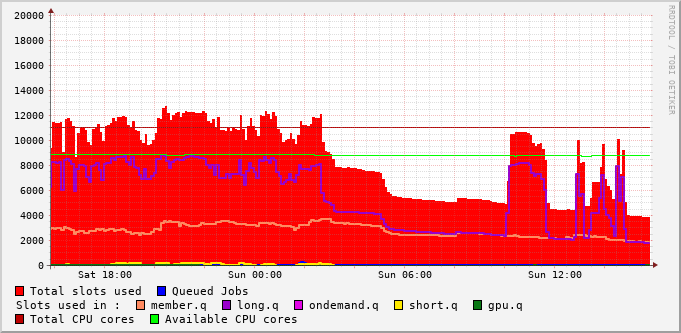 20000
18000
16000
14000
12000
10000
8000
6000
4000
2000
0
Sat 18:00 Sun 00:00 Sun 06:00 Sun 12:00
Total slots used Queued Jobs
Slots used in : member.q long.q ondemand.q short.q gpu.q
Total CPU cores Available CPU cores
RRDTOOL / TOBI OETIKER